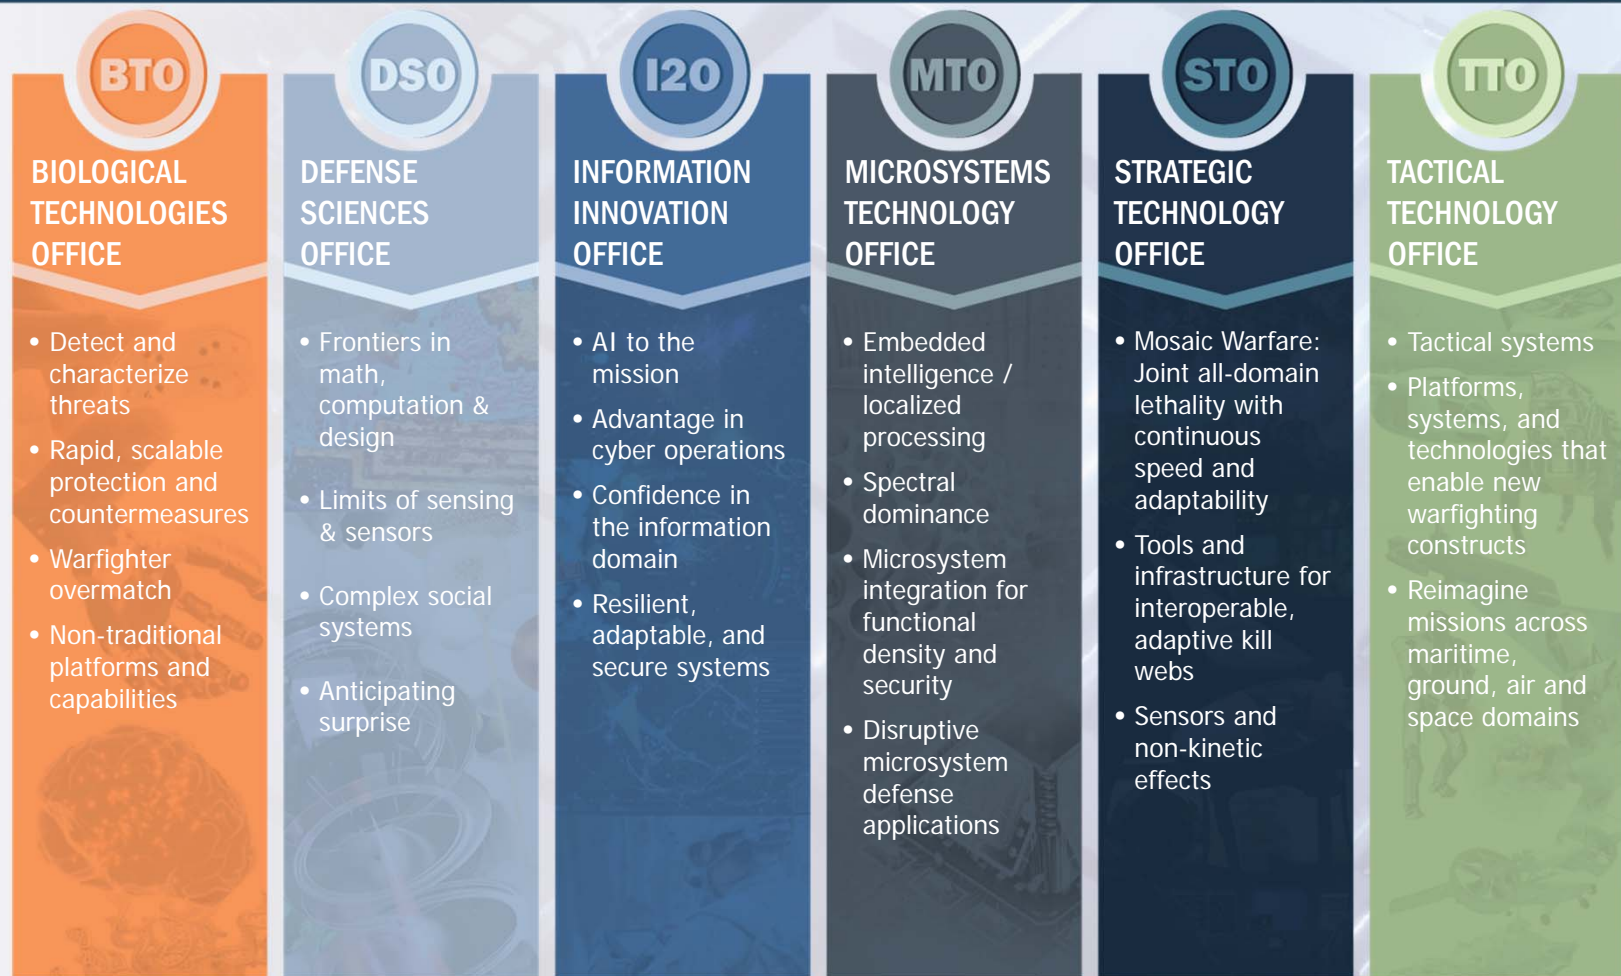 BTO
BIOLOGICAL
TECHNOLOGIES
OFFICE
• Detect and
characterize
threats
• Rapid, scalable
protection and
countermeasures
• Warfighter
overmatch
• Non-traditional
platforms and
capabilities
DSO
DEFENSE
SCIENCES
OFFICE
• Frontiers in
math,
computation &
design
• Limits of sensing
& sensors
• Complex social
systems
• Anticipating
surprise
I2O
INFORMATION
INNOVATION
OFFICE
• AI to the
mission
• Advantage in
cyber operations
• Confidence in
the information
domain
• Resilient,
adaptable, and
secure systems
MTO
MICROSYSTEMS
TECHNOLOGY
OFFICE
• Embedded
intelligence /
localized
processing
• Spectral
dominance
• Microsystem
integration for
functional
density and
security
• Disruptive
microsystem
defense
applications
STO
STRATEGIC
TECHNOLOGY
OFFICE
• Mosaic Warfare:
Joint all-domain
lethality with
continuous
speed and
adaptability
• Tools and
infrastructure for
interoperable,
adaptive kill
webs
• Sensors and
non-kinetic
effects
TTO
TACTICAL
TECHNOLOGY
OFFICE
• Tactical systems
• Platforms,
systems, and
technologies that
enable new
warfighting
constructs
• Reimagine
missions across
maritime,
ground, air and
space domains